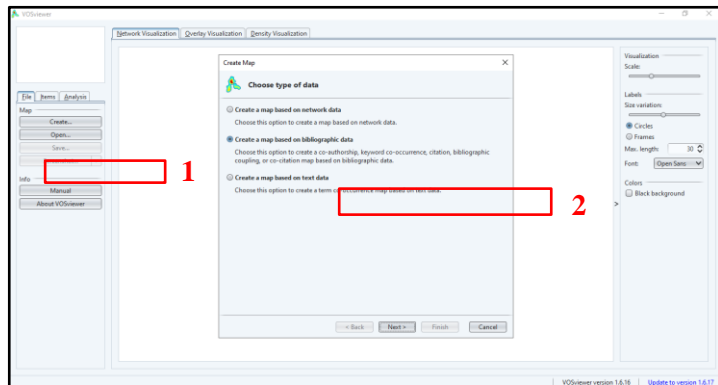 VOSviewer
Network Visualization Overlay Visualization Density Visualization
File Items Analysis
Map
Create...
Open...
Save...
Info
Manual
About VOSviewer
1
Create Map
Choose type of data
Create a map based on network data
Choose this option to create a map based on network data.
Create a map based on bibliographic data
Choose this option to create a co-authorship, keyword co-occurrence, citation, bibliographic
coupling, or co-citation map based on bibliographic data.
Create a map based on text data
Choose this option to create a term co-occurrence map based on text data.
2
< Back Next > Finish Cancel
Visualization
Scale:
Labels
Size variation:
Circles
Frames
Max. length: 30
Font: Open Sans
Colors
Black background
>
VOSviewer version 1.6.16 Update to version 1.6.17